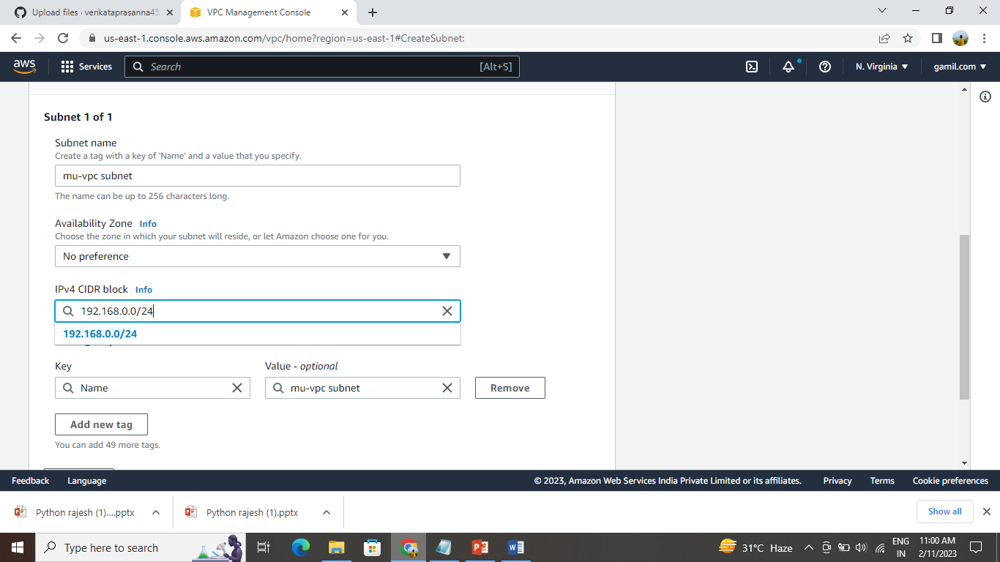 Upload files · venkataprasanna45
VPC Management Console
us-east-1.console.aws.amazon.com/vpc/home?region=us-east-1#CreateSubnet:
aws
Services
Search
[Alt+S]
N. Virginia
gamil.com
Subnet 1 of 1
Subnet name
Create a tag with a key of 'Name' and a value that you specify.
mu-vpc subnet
The name can be up to 256 characters long.
Availability Zone Info
Choose the zone in which your subnet will reside, or let Amazon choose one for you.
No preference
IPv4 CIDR block Info
192.168.0.0/24
192.168.0.0/24
Key
Value - optional
Name
mu-vpc subnet
Remove
Add new tag
You can add 49 more tags.
Feedback
Language
© 2023, Amazon Web Services India Private Limited or its affiliates.
Privacy
Terms
Cookie preferences
Python rajesh (1)....pptx
Python rajesh (1).pptx
Show all
Type here to search
31°C Haze
ENG
IN
11:00 AM
2/11/2023